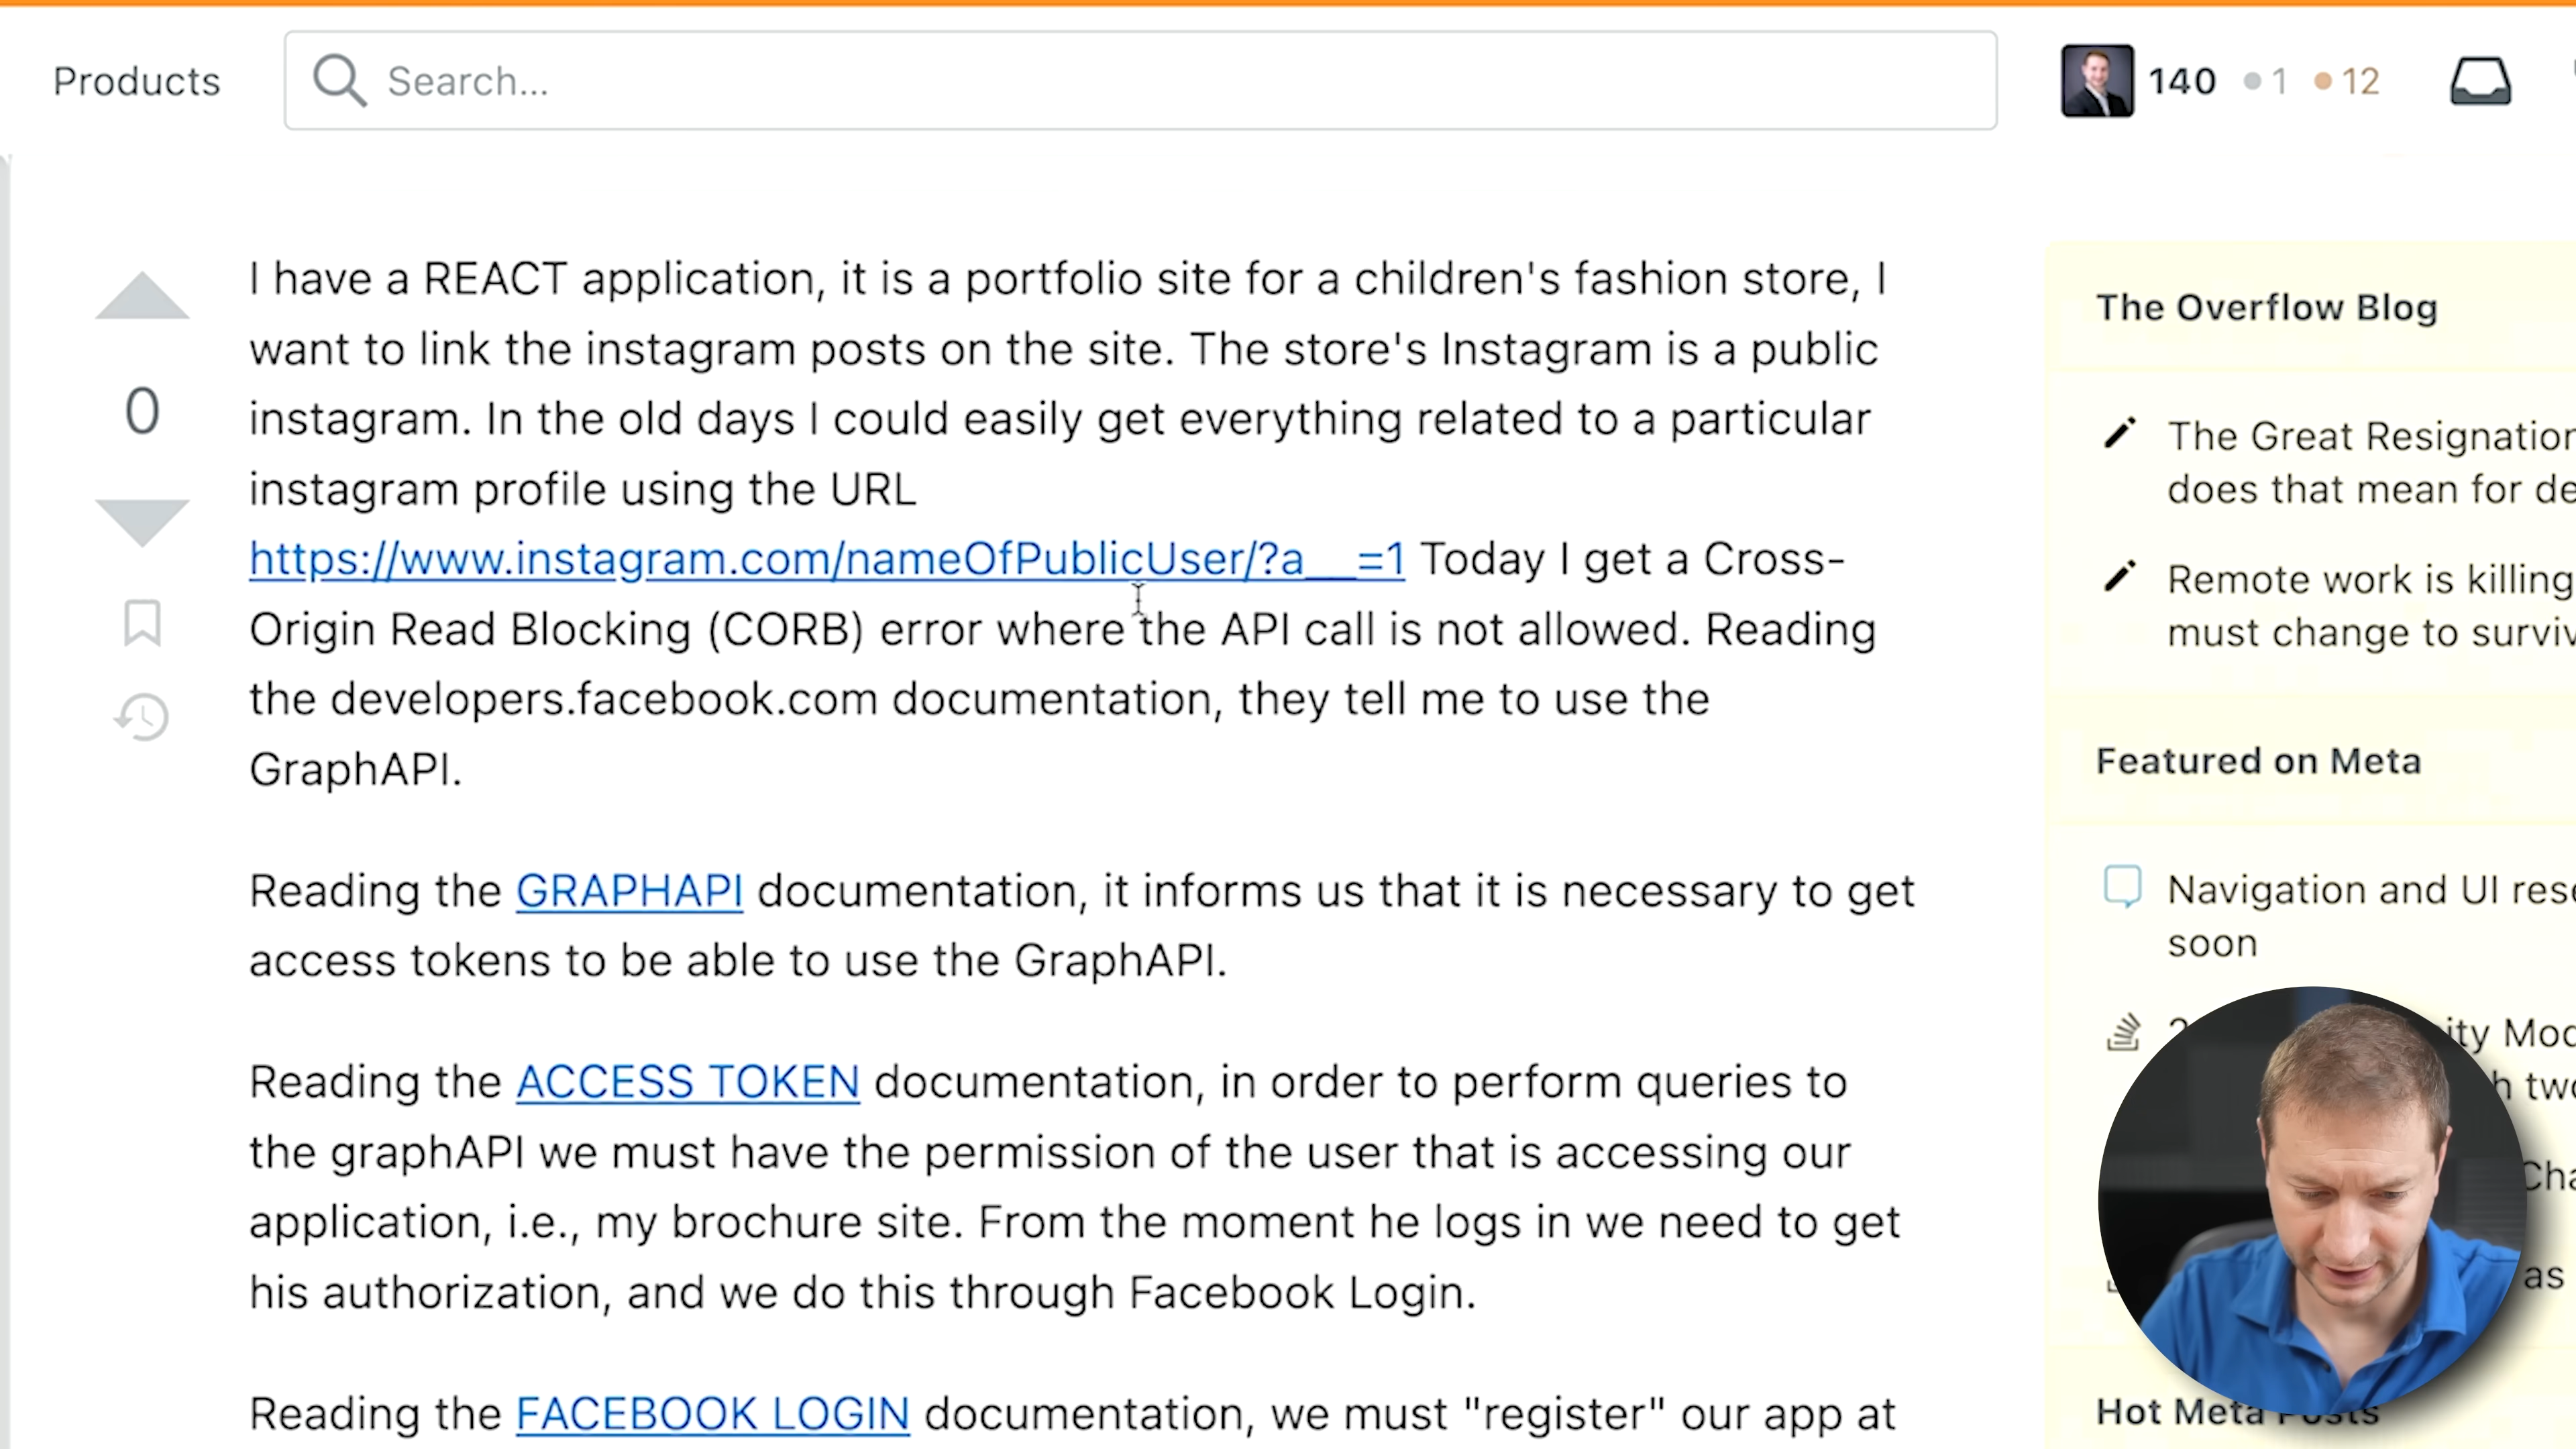 Products
Search...
140
1
12
I have a REACT application, it is a portfolio site for a children's fashion store, I
want to link the instagram posts on the site. The store's Instagram is a public
instagram. In the old days I could easily get everything related to a particular
instagram profile using the URL
https://www.instagram.com/nameOfPublicUser/?a__=1 Today I get a Cross-
Origin Read Blocking (CORB) error where the API call is not allowed. Reading
the developers.facebook.com documentation, they tell me to use the
GraphAPI.
Reading the GRAPHAPI documentation, it informs us that it is necessary to get
access tokens to be able to use the GraphAPI.
Reading the ACCESS TOKEN documentation, in order to perform queries to
the graphAPI we must have the permission of the user that is accessing our
application, i.e., my brochure site. From the moment he logs in we need to get
his authorization, and we do this through Facebook Login.
Reading the FACEBOOK LOGIN documentation, we must "register" our app at
0
The Overflow Blog
The Great Resignation
does that mean for de
Remote work is killing
must change to surviv
Featured on Meta
Navigation and UI rese
soon
ity Mod
h two
Cha
as
Hot Meta Posts